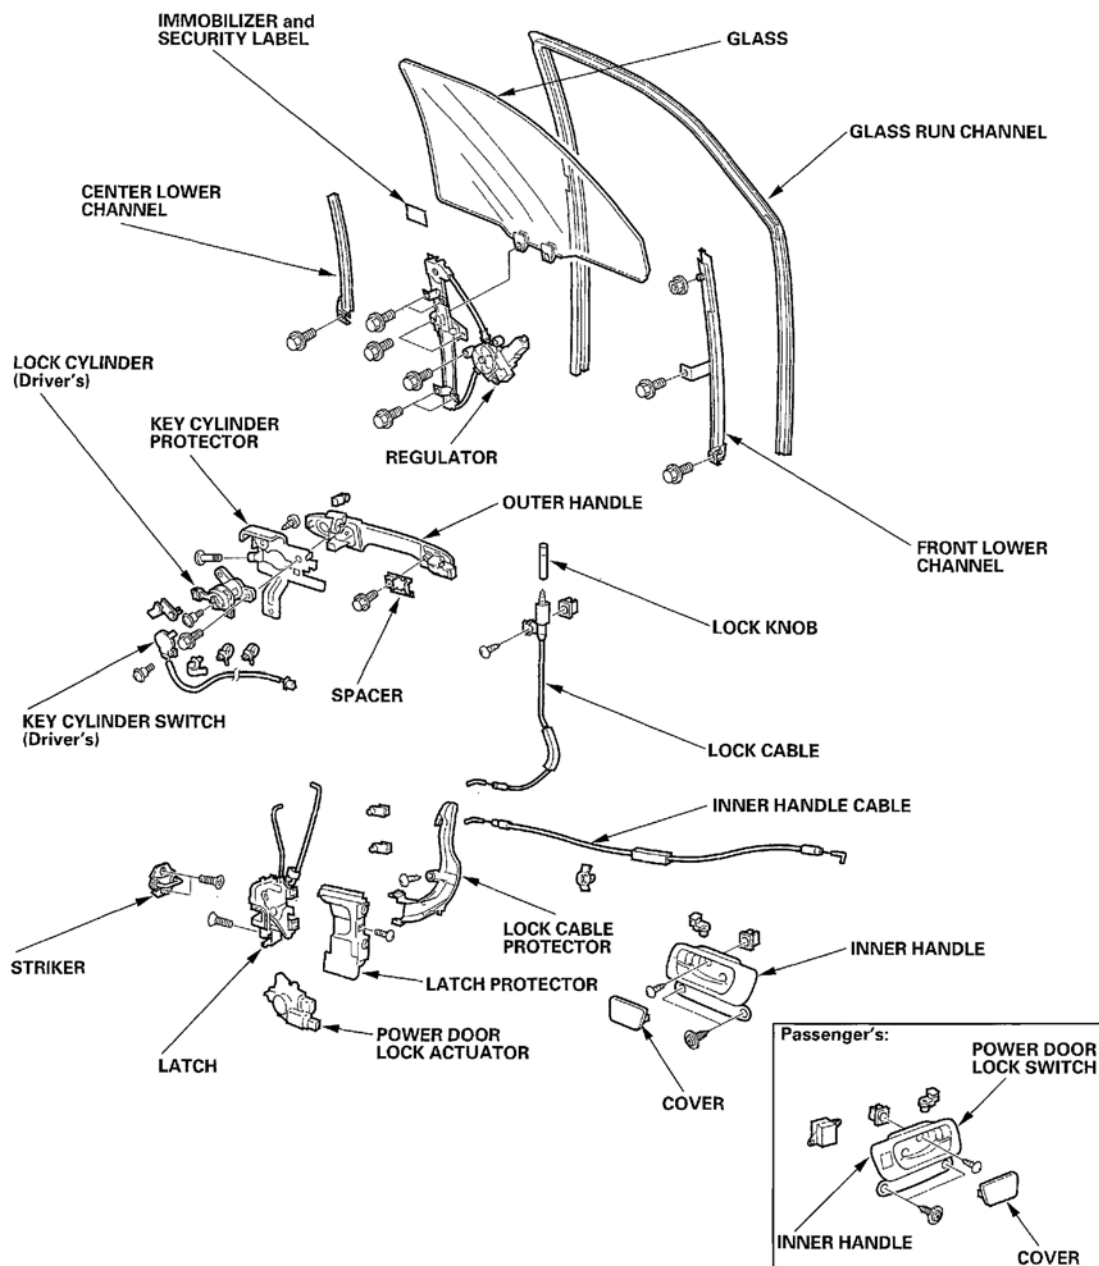 IMMOBILIZER and
SECURITY LABEL
GLASS
GLASS RUN CHANNEL
CENTER LOWER
CHANNEL
LOCK CYLINDER
(Driver's)
KEY CYLINDER
PROTECTOR
REGULATOR
OUTER HANDLE
FRONT LOWER
CHANNEL
LOCK KNOB
SPACER
KEY CYLINDER SWITCH
(Driver's)
LOCK CABLE
INNER HANDLE CABLE
STRIKER
LOCK CABLE
PROTECTOR
INNER HANDLE
LATCH PROTECTOR
POWER DOOR
LOCK ACTUATOR
LATCH
COVER
Passenger's:
POWER DOOR
LOCK SWITCH
INNER HANDLE
COVER